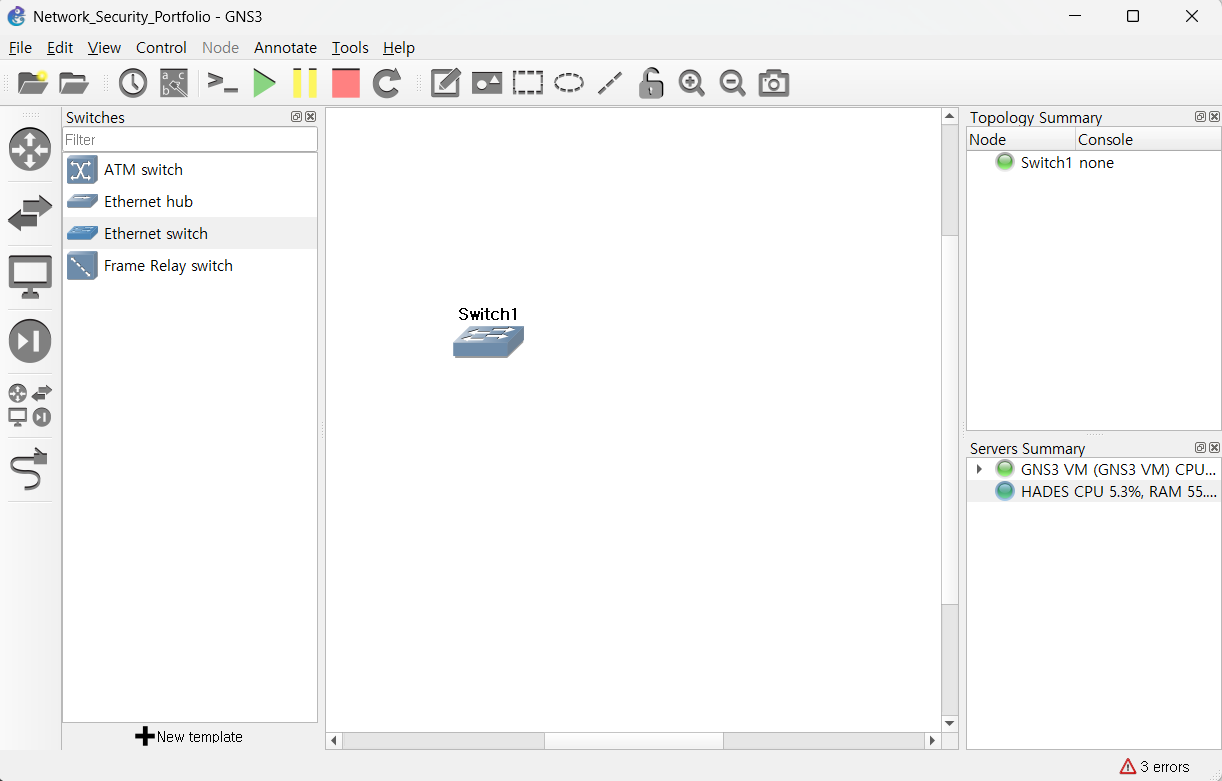 Network_Security_Portfolio - GNS3
File Edit View Control Node Annotate Tools Help
Switches
Filter
ATM switch
Ethernet hub
Ethernet switch
Frame Relay switch
New template
Switch1
Topology Summary
Node Console
Switch1 none
Servers Summary
GNS3 VM (GNS3 VM) CPU...
HADES CPU 5.3%, RAM 55....
3 errors